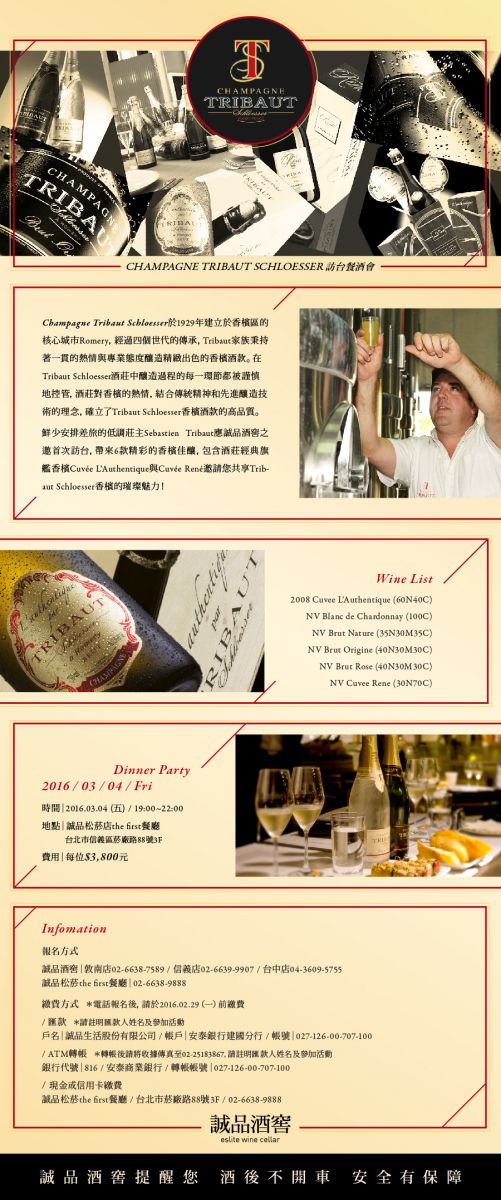 TS
CHAMPAGNE
TRIBAUT
Schloesser
CHAMPAGNE
TRIBAUT
Schloesser
CHAMPAGNE TRIBAUT SCHLOESSER 訪台餐酒會
Champagne Tribaut Schloesser於1929年建立於香檳區的
核心城市Romery, 經過四個世代的傳承, Tribaut家族秉持
著一貫的熱情與專業態度釀造精緻出色的香檳酒款。在
Tribaut Schloesser酒莊中釀造過程的每一環節都被謹慎
地控管, 酒莊對香檳的熱情, 結合傳統精神和先進釀造技
術的理念, 確立了Tribaut Schloesser香檳酒款的高品質。
鮮少安排差旅的低調莊主Sebastien Tribaut應誠品酒窖之
邀首次訪台, 帶來6款精彩的香檳佳釀, 包含酒莊經典旗
艦香檳Cuvée L'Authentique與Cuvée René邀請您共享Trib-
aut Schloesser香檳的璀璨魅力！
l'authentique
par
TRIBAUT
Schloesser
CHAMPAGNE
authentique
par
TRIBAUT
Schloesser
Wine List
2008 Cuvee L'Authentique (60N40C)
NV Blanc de Chardonnay (100C)
NV Brut Nature (35N30M35C)
NV Brut Origine (40N30M30C)
NV Brut Rose (40N30M30C)
NV Cuvee Rene (30N70C)
Dinner Party
2016 / 03 / 04 / Fri
時間│2016.03.04 (五) / 19:00~22:00
地點│誠品松菸店the first餐廳
台北市信義區菸廠路88號3F
費用│每位$3,800元
Infomation
報名方式
誠品酒窖│敦南店02-6638-7589 / 信義店02-6639-9907 / 台中店04-3609-5755
誠品松菸the first餐廳│02-6638-9888
繳費方式 ＊電話報名後, 請於2016.02.29 (一) 前繳費
/ 匯款 ＊請註明匯款人姓名及參加活動
戶名│誠品生活股份有限公司 / 帳戶│安泰銀行建國分行 / 帳號│027-126-00-707-100
/ ATM轉帳 ＊轉帳後請將收據傳真至02-25183867, 請註明匯款人姓名及參加活動
銀行代號│816 / 安泰商業銀行 / 轉帳帳號│027-126-00-707-100
/ 現金或信用卡繳費
誠品松菸the first餐廳 / 台北市菸廠路88號3F / 02-6638-9888
誠品酒窖
eslite wine cellar
誠品酒窖提醒您 酒後不開車 安全有保障